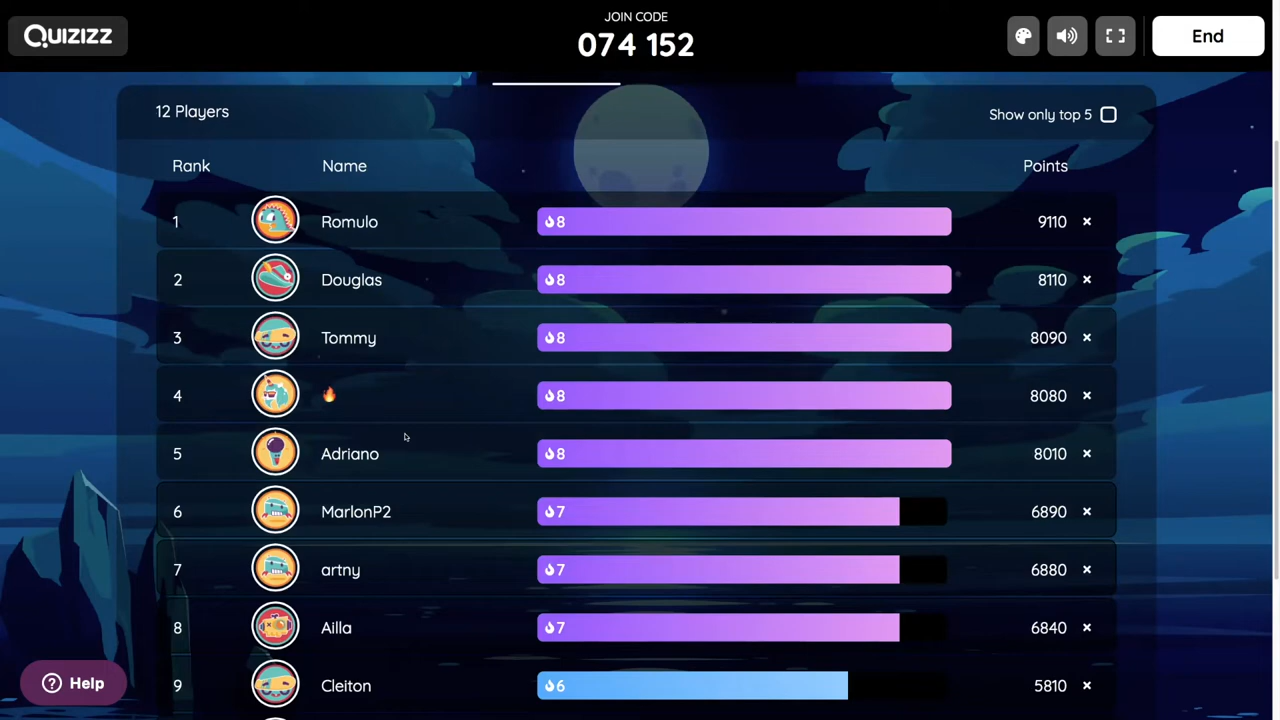 Quizizz
JOIN CODE
074 152
End
12 Players
Show only top 5
Rank Name Points
1 Romulo 8 9110 ×
2 Douglas 8 8110 ×
3 Tommy 8 8090 ×
4 🔥 8 8080 ×
5 Adriano 8 8010 ×
6 MarlonP2 7 6890 ×
7 artny 7 6880 ×
8 Ailla 7 6840 ×
9 Cleiton 6 5810 ×
? Help